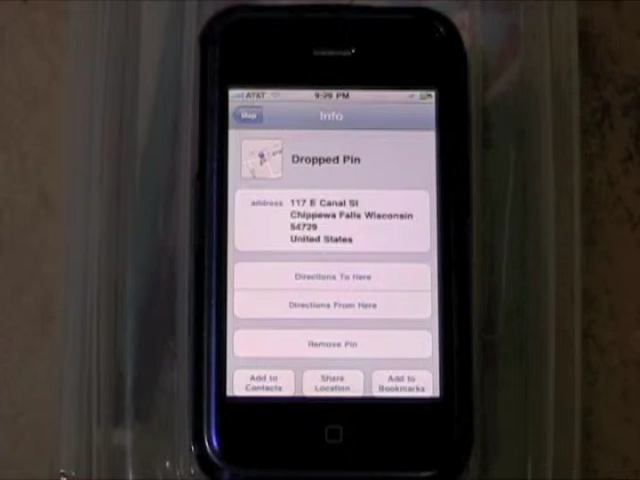 AT&T 9:29 PM
Map Info
Dropped Pin
address 117 E Canal St
Chippewa Falls Wisconsin
54729
United States
Directions To Here
Directions From Here
Remove Pin
Add to Contacts
Share Location
Add to Bookmarks